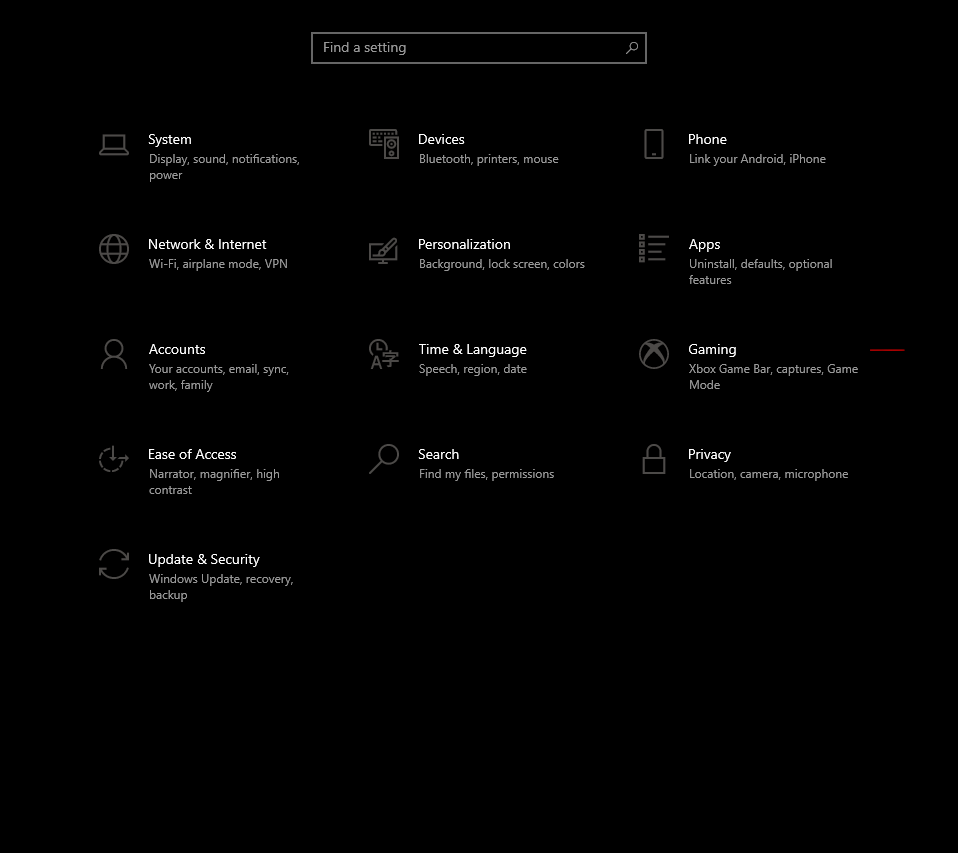 Find a setting
System
Display, sound, notifications,
power
Devices
Bluetooth, printers, mouse
Phone
Link your Android, iPhone
Network & Internet
Wi-Fi, airplane mode, VPN
Personalization
Background, lock screen, colors
Apps
Uninstall, defaults, optional
features
Accounts
Your accounts, email, sync,
work, family
Time & Language
Speech, region, date
Gaming
Xbox Game Bar, captures, Game
Mode
Ease of Access
Narrator, magnifier, high
contrast
Search
Find my files, permissions
Privacy
Location, camera, microphone
Update & Security
Windows Update, recovery,
backup